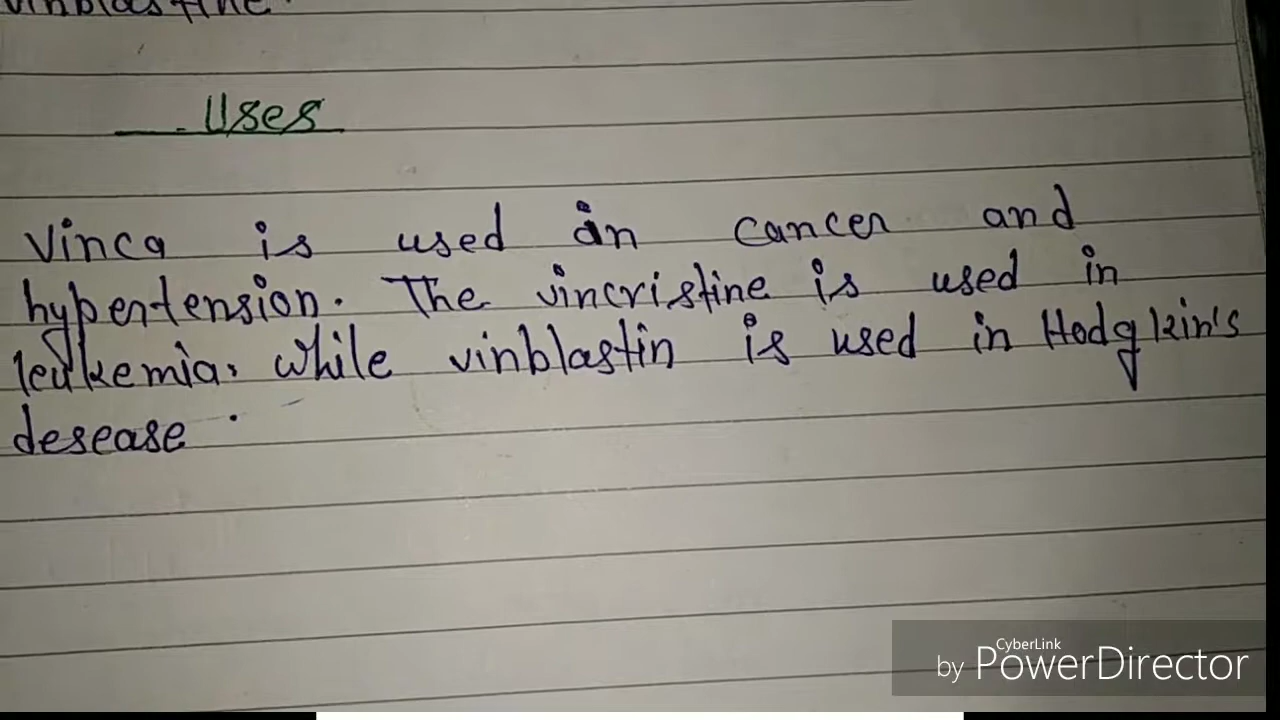 vinblastine.
Uses
Vinca is used in cancer and
hypertension. The vincristine is used in
leukemia. while vinblastin is used in Hodgkin's
desease.
CyberLink
by PowerDirector